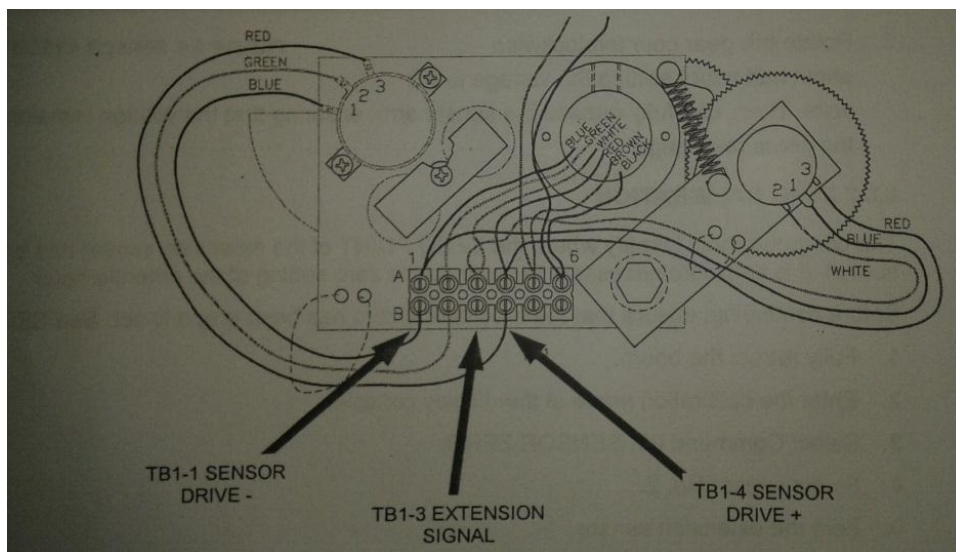 RED
GREEN
BLUE
3
2
1
BLUE
GREEN
WHITE
RED
BROWN
BLACK
3
2 1
RED
BLUE
WHITE
1
6
A
B
TB1-1 SENSOR
DRIVE -
TB1-3 EXTENSION
SIGNAL
TB1-4 SENSOR
DRIVE +